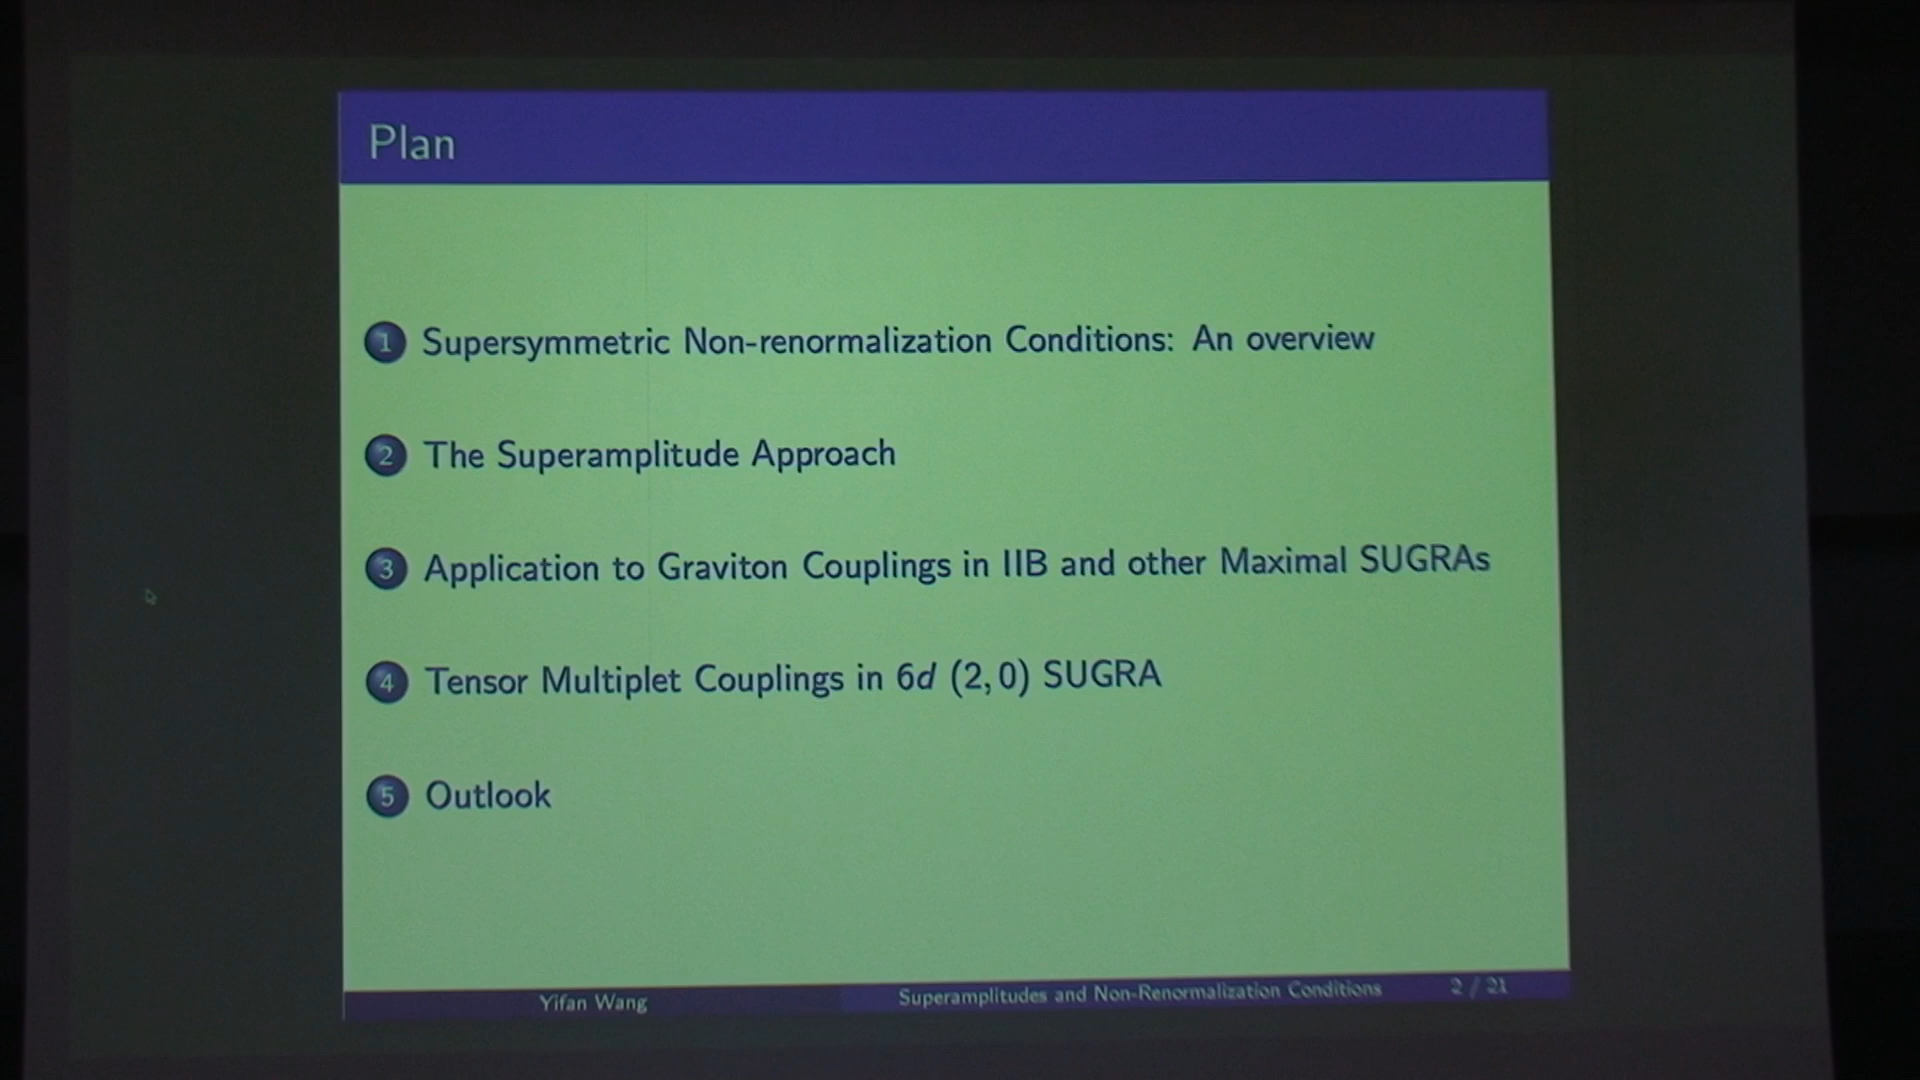 Plan
1 Supersymmetric Non-renormalization Conditions: An overview
2 The Superamplitude Approach
3 Application to Graviton Couplings in IIB and other Maximal SUGRAs
4 Tensor Multiplet Couplings in 6d (2, 0) SUGRA
5 Outlook
Yifan Wang Superamplitudes and Non-Renormalization Conditions 2 / 21